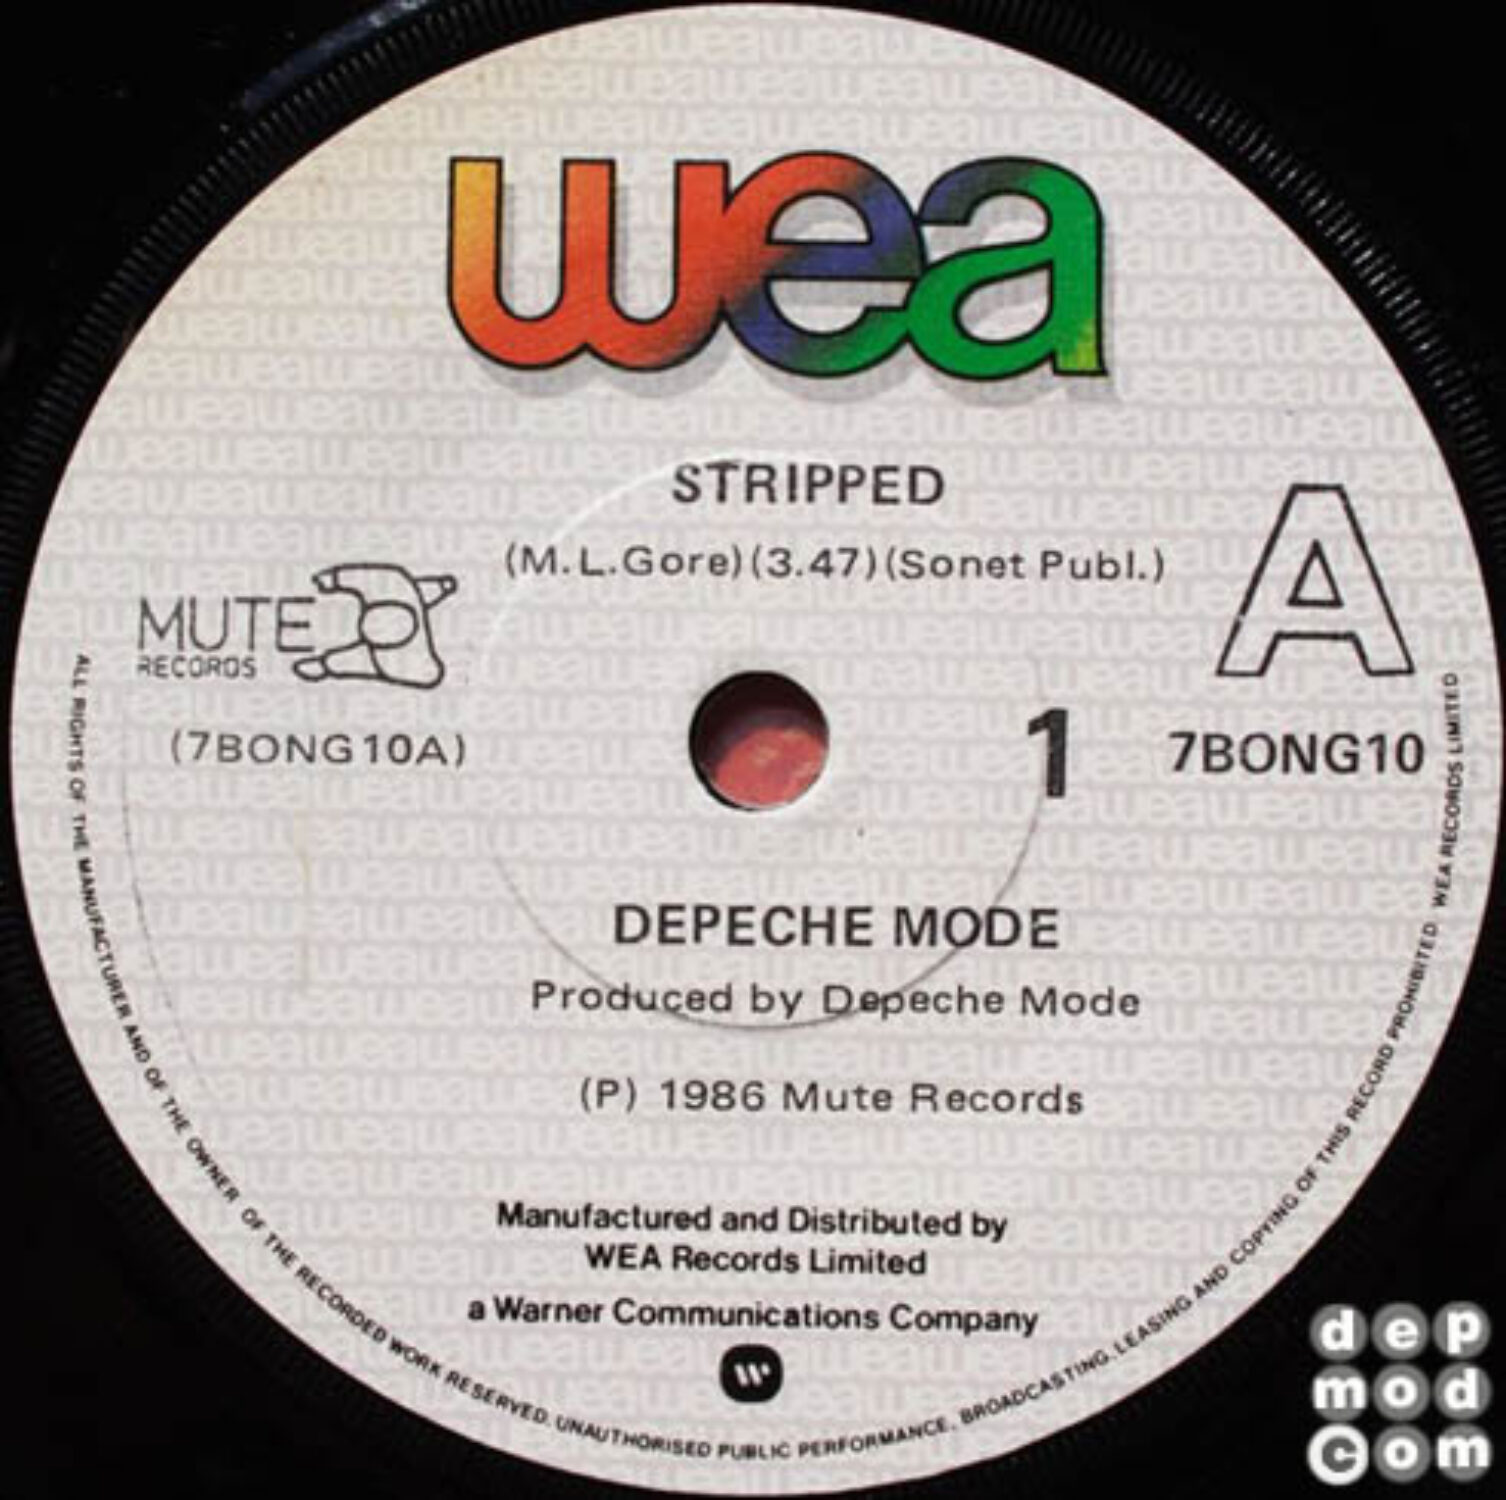 wea
STRIPPED
(M.L.Gore)(3.47)(Sonet Publ.)
A
MUTE
RECORDS
(7BONG10A)
1
7BONG10
DEPECHE MODE
Produced by Depeche Mode
(P) 1986 Mute Records
Manufactured and Distributed by
WEA Records Limited
a Warner Communications Company
ALL RIGHTS OF THE MANUFACTURER AND OF THE OWNER OF THE RECORDED WORK RESERVED. UNAUTHORISED PUBLIC PERFORMANCE, BROADCASTING, LEASING AND COPYING OF THIS RECORD PROHIBITED WEA RECORDS LIMITED
dep
mod
com